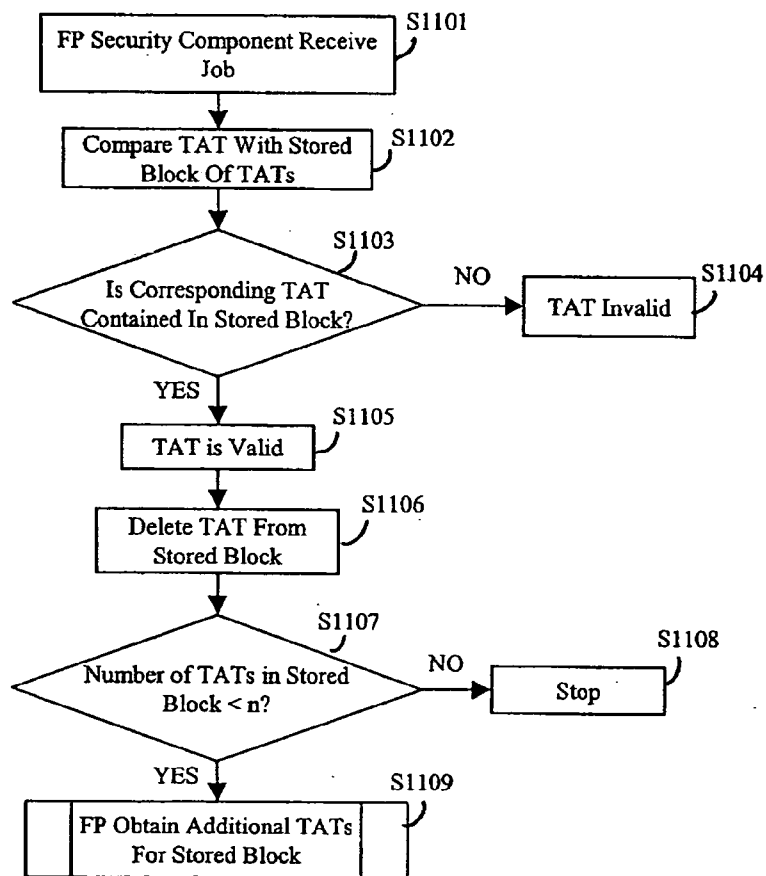 S1101
FP Security Component Receive
Job
S1102
Compare TAT With Stored
Block Of TATs
S1103
Is Corresponding TAT
Contained In Stored Block?
NO
S1104
TAT Invalid
YES
S1105
TAT is Valid
S1106
Delete TAT From
Stored Block
S1107
Number of TATs in Stored
Block < n?
NO
S1108
Stop
YES
S1109
FP Obtain Additional TATs
For Stored Block